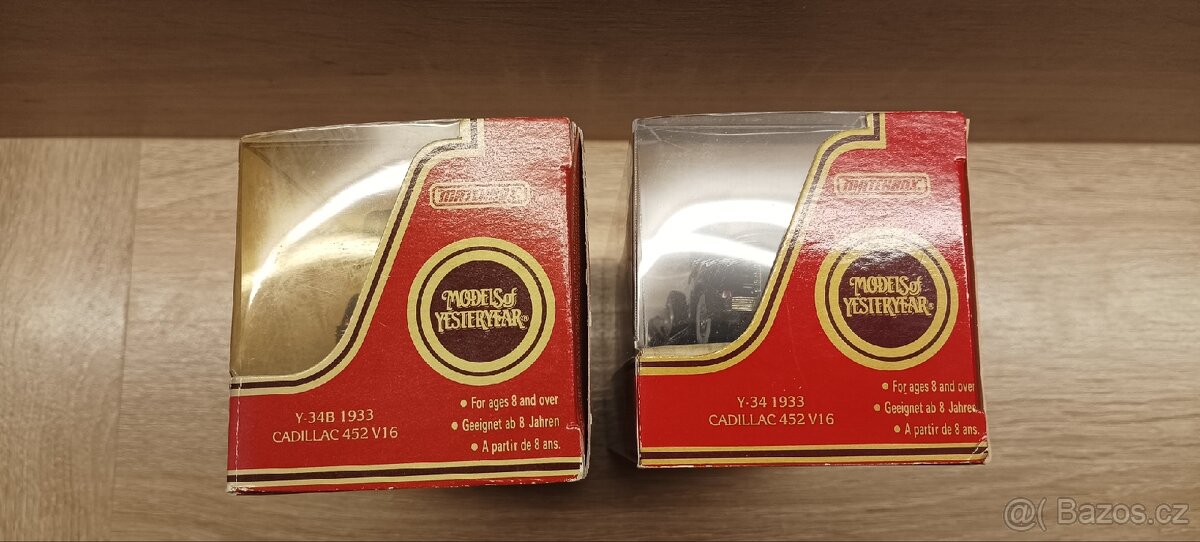 MATCHBOX
MODELS of
YESTERYEAR®
Y-34B 1933
CADILLAC 452 V16
• For ages 8 and over
• Geeignet ab 8 Jahren
• A partir de 8 ans.
MATCHBOX
MODELS of
YESTERYEAR®
Y-34 1933
CADILLAC 452 V16
• For ages 8 and over
• Geeignet ab 8 Jahren
• A partir de 8 ans.
@( Bazos.cz